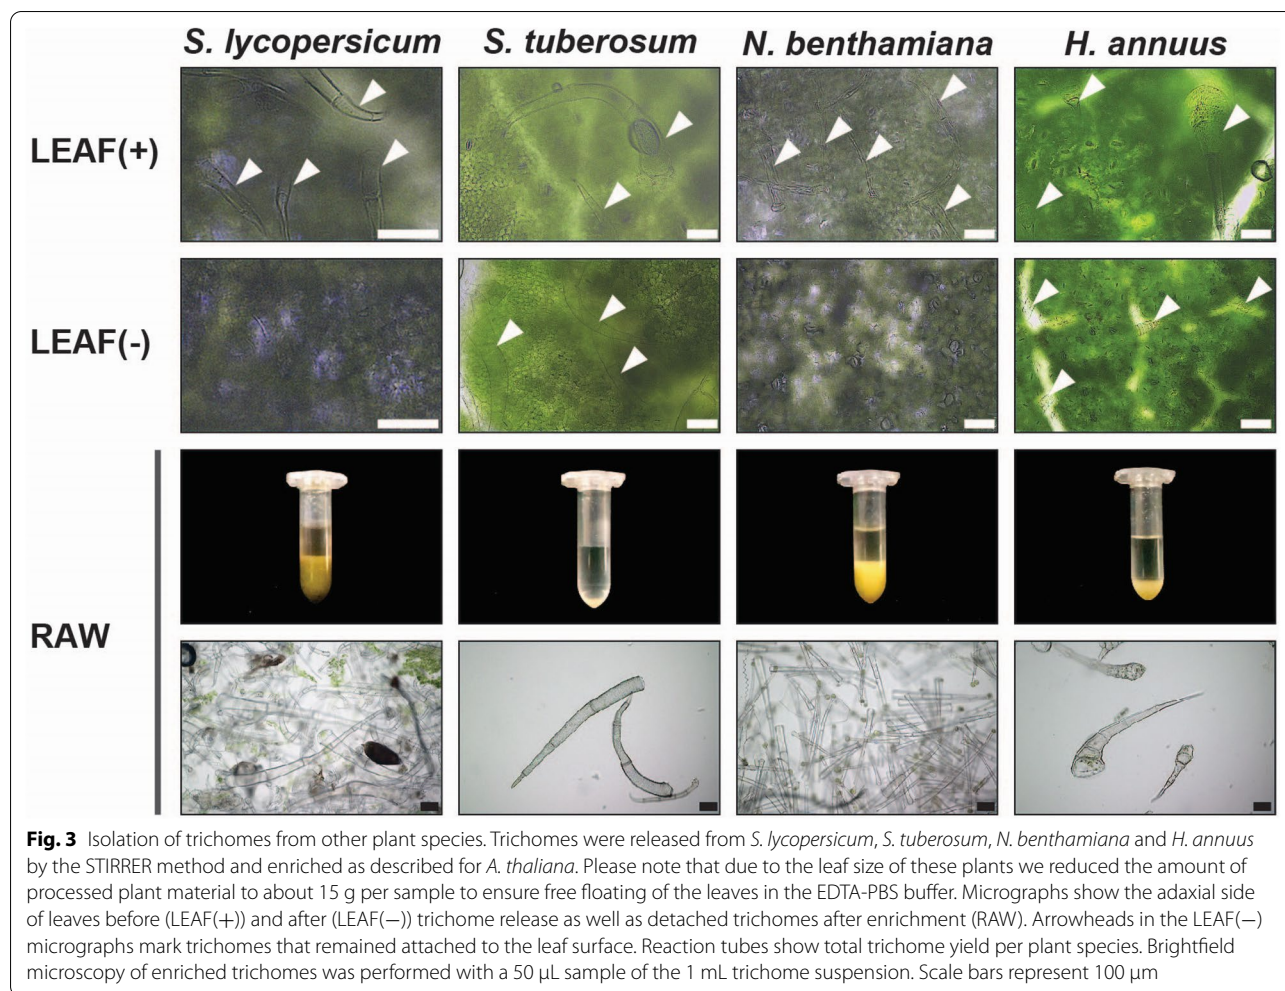 S. lycopersicum S. tuberosum N. benthamiana H. annuus
LEAF(+)
LEAF(-)
RAW
Fig. 3 Isolation of trichomes from other plant species. Trichomes were released from S. lycopersicum, S. tuberosum, N. benthamiana and H. annuus
by the STIRRER method and enriched as described for A. thaliana. Please note that due to the leaf size of these plants we reduced the amount of
processed plant material to about 15 g per sample to ensure free floating of the leaves in the EDTA-PBS buffer. Micrographs show the adaxial side
of leaves before (LEAF(+)) and after (LEAF(−)) trichome release as well as detached trichomes after enrichment (RAW). Arrowheads in the LEAF(−)
micrographs mark trichomes that remained attached to the leaf surface. Reaction tubes show total trichome yield per plant species. Brightfield
microscopy of enriched trichomes was performed with a 50 µL sample of the 1 mL trichome suspension. Scale bars represent 100 µm